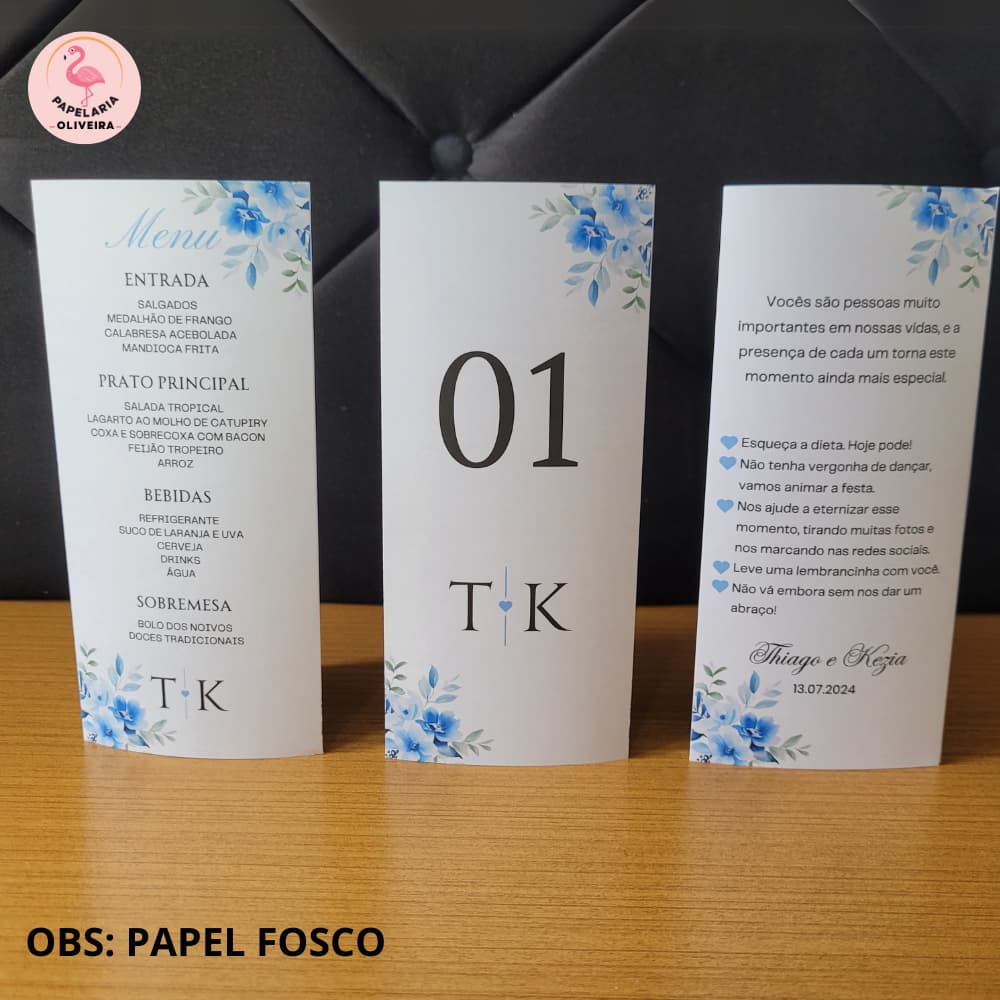 PAPELARIA
OLIVEIRA
Menu
ENTRADA
SALGADOS
MEDALHÃO DE FRANGO
CALABRESA ACEBOLADA
MANDIOCA FRITA
PRATO PRINCIPAL
SALADA TROPICAL
LAGARTO AO MOLHO DE CATUPIRY
COXA E SOBRECOXA COM BACON
FEIJÃO TROPEIRO
ARROZ
BEBIDAS
REFRIGERANTE
SUCO DE LARANJA E UVA
CERVEJA
DRINKS
ÁGUA
SOBREMESA
BOLO DOS NOIVOS
DOCES TRADICIONAIS
T K
01
T K
Vocês são pessoas muito
importantes em nossas vidas, e a
presença de cada um torna este
momento ainda mais especial.
Esqueça a dieta. Hoje pode!
Não tenha vergonha de dançar,
vamos animar a festa.
Nos ajude a eternizar esse
momento, tirando muitas fotos e
nos marcando nas redes sociais.
Leve uma lembrancinha com você.
Não vá embora sem nos dar um
abraço!
Thiago e Kezia
13.07.2024
OBS: PAPEL FOSCO